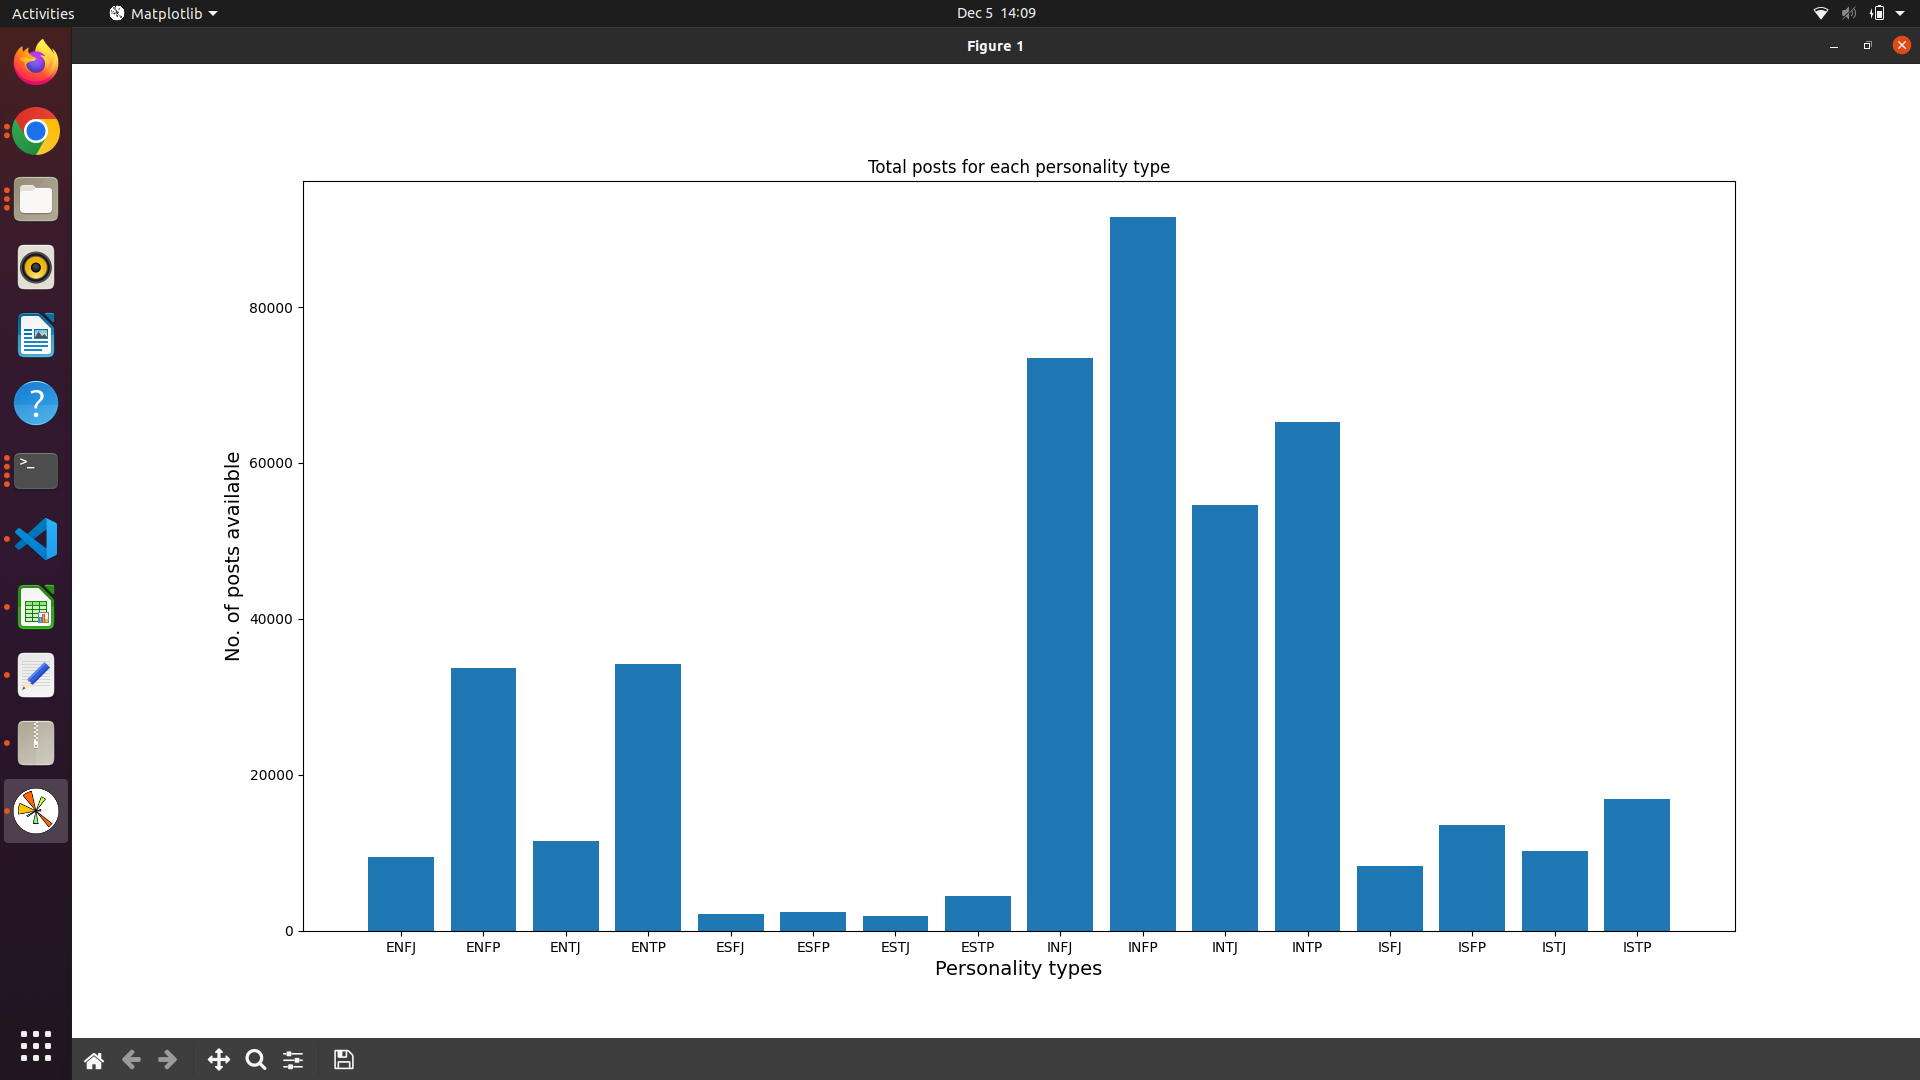 Activities Matplotlib Dec 5 14:09
Figure 1
Total posts for each personality type
80000
60000
40000
20000
0
No. of posts available
ENFJ ENFP ENTJ ENTP ESFJ ESFP ESTJ ESTP INFJ INFP INTJ INTP ISFJ ISFP ISTJ ISTP
Personality types